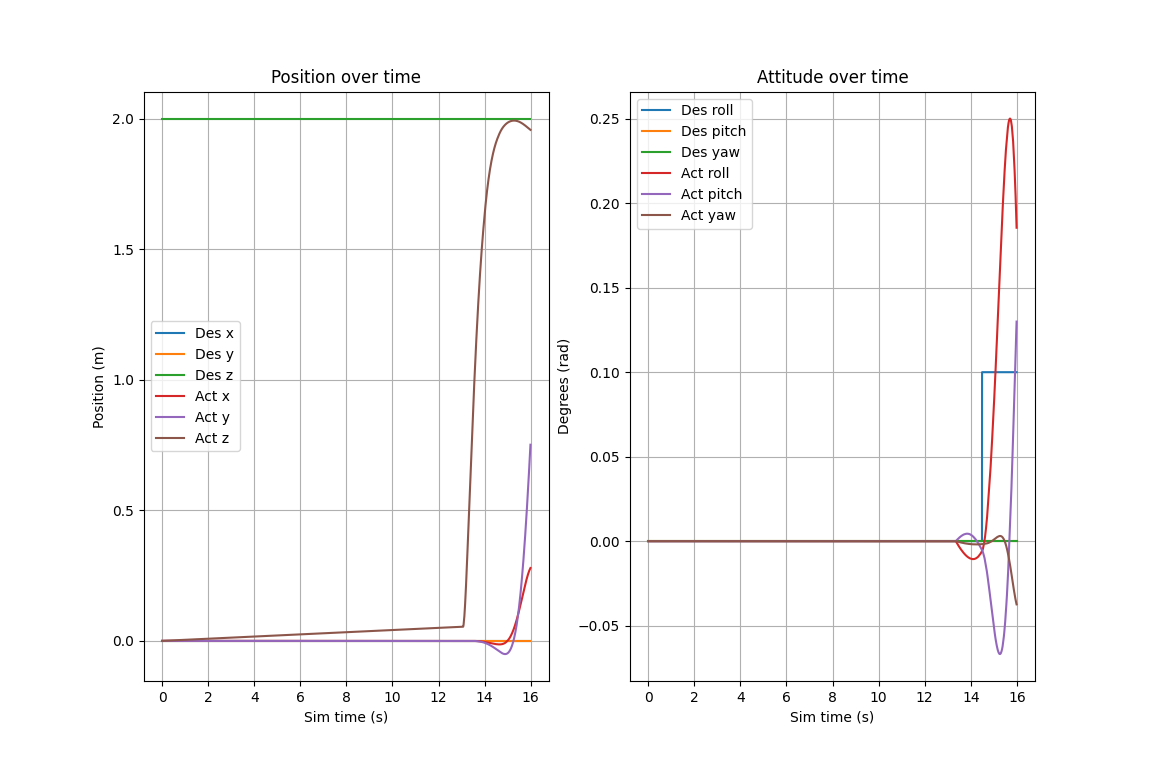 Position over time
2.0
1.5
1.0
0.5
0.0
Position (m)
Des x
Des y
Des z
Act x
Act y
Act z
0 2 4 6 8 10 12 14 16
Sim time (s)
Attitude over time
0.25
0.20
0.15
0.10
0.05
0.00
−0.05
Degrees (rad)
Des roll
Des pitch
Des yaw
Act roll
Act pitch
Act yaw
0 2 4 6 8 10 12 14 16
Sim time (s)